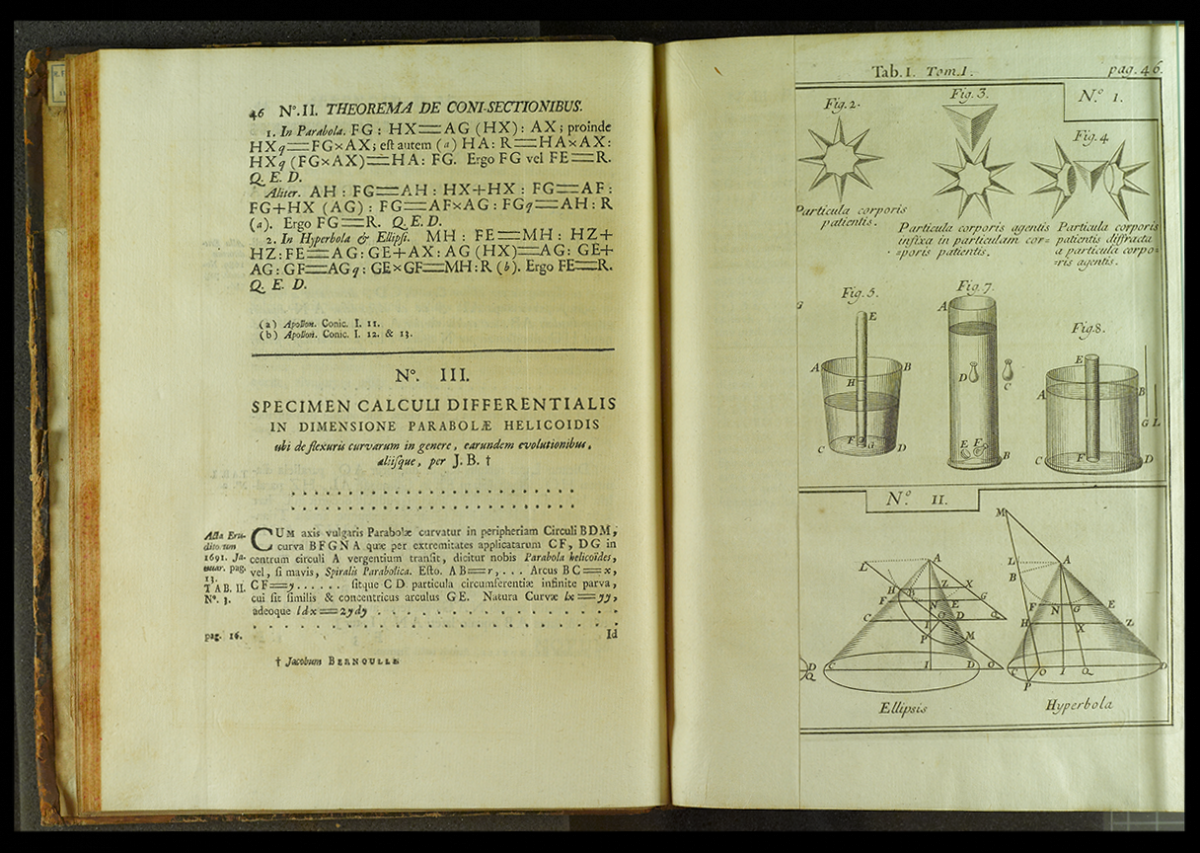 46 Nº. II. THEOREMA DE CONI-SECTIONIBUS.
1. In Parabola. FG : HX=AG (HX) : AX; proinde
HXq=FG×AX; eſt autem (a) HA: R=HA×AX:
HXq (FG×AX)=HA: FG. Ergo FG vel FE=R.
Q. E. D.
Aliter. AH : FG=AH : HX+HX : FG=AF:
FG+HX (AG) : FG=AF×AG : FGq=AH : R
(a). Ergo FG=R. Q. E. D.
2. In Hyperbola & Ellipſi. MH : FE=MH : HZ+
HZ:FE=AG: GE+AX: AG (HX)=AG: GE+
AG: GF=AGq: GE×GF=MH:R (b). Ergo FE=R.
Q. E. D.
(a) Apollon. Conic. I. 11.
(b) Apollon. Conic. I. 12. & 13.
Nº. III.
SPECIMEN CALCULI DIFFERENTIALIS
IN DIMENSIONE PARABOLÆ HELICOIDIS
ubi de flexuris curvarum in genere, earundem evolutionibus,
aliiſque, per J. B. †
Acta Eruditorum
1691. Januar. pag.
13.
TAB. II.
Nº. 3.
CUM axis vulgaris Parabolæ curvatur in peripheriam Circuli BDM,
curva BFGNA quæ per extremitates applicatarum CF, DG in
centrum circuli A vergentium tranſit, dicitur nobis Parabola helicoides,
vel, ſi mavis, Spiralis Parabolica. Eſto. AB=r, ... Arcus BC=x,
CF=y. . . . . . ſitque CD particula circumferentiæ infinite parva,
cui ſit ſimilis & concentricus arculus GE. Natura Curvæ lx=yy,
adeoque ldx=2ydy
pag. 16.
Id
† Jacobum BERNOULLI
Tab. I. Tom. I.
pag. 46.
Nº. I.
Fig. 2.
Fig. 3.
Fig. 4
Particula corporis
patientis.
Particula corporis agentis
infixa in particulam cor=
=poris patientis.
Particula corporis
patientis diffracta
a particula corpo=
=ris agentis.
Fig. 5.
Fig. 7.
Fig. 8.
G
E
A
B
H
F
G
C
D
A
D
C
E
F
B
E
A
B
G
L
C
F
D
Nº. II.
M
L
A
Z
X
H
B
F
N
E
G
C
I
O
D
Q
P
M
C
I
D
O
L
A
B
F
N
G
E
H
X
Z
C
O
I
Q
D
P
D
Q
Ellipsis
Hyperbola